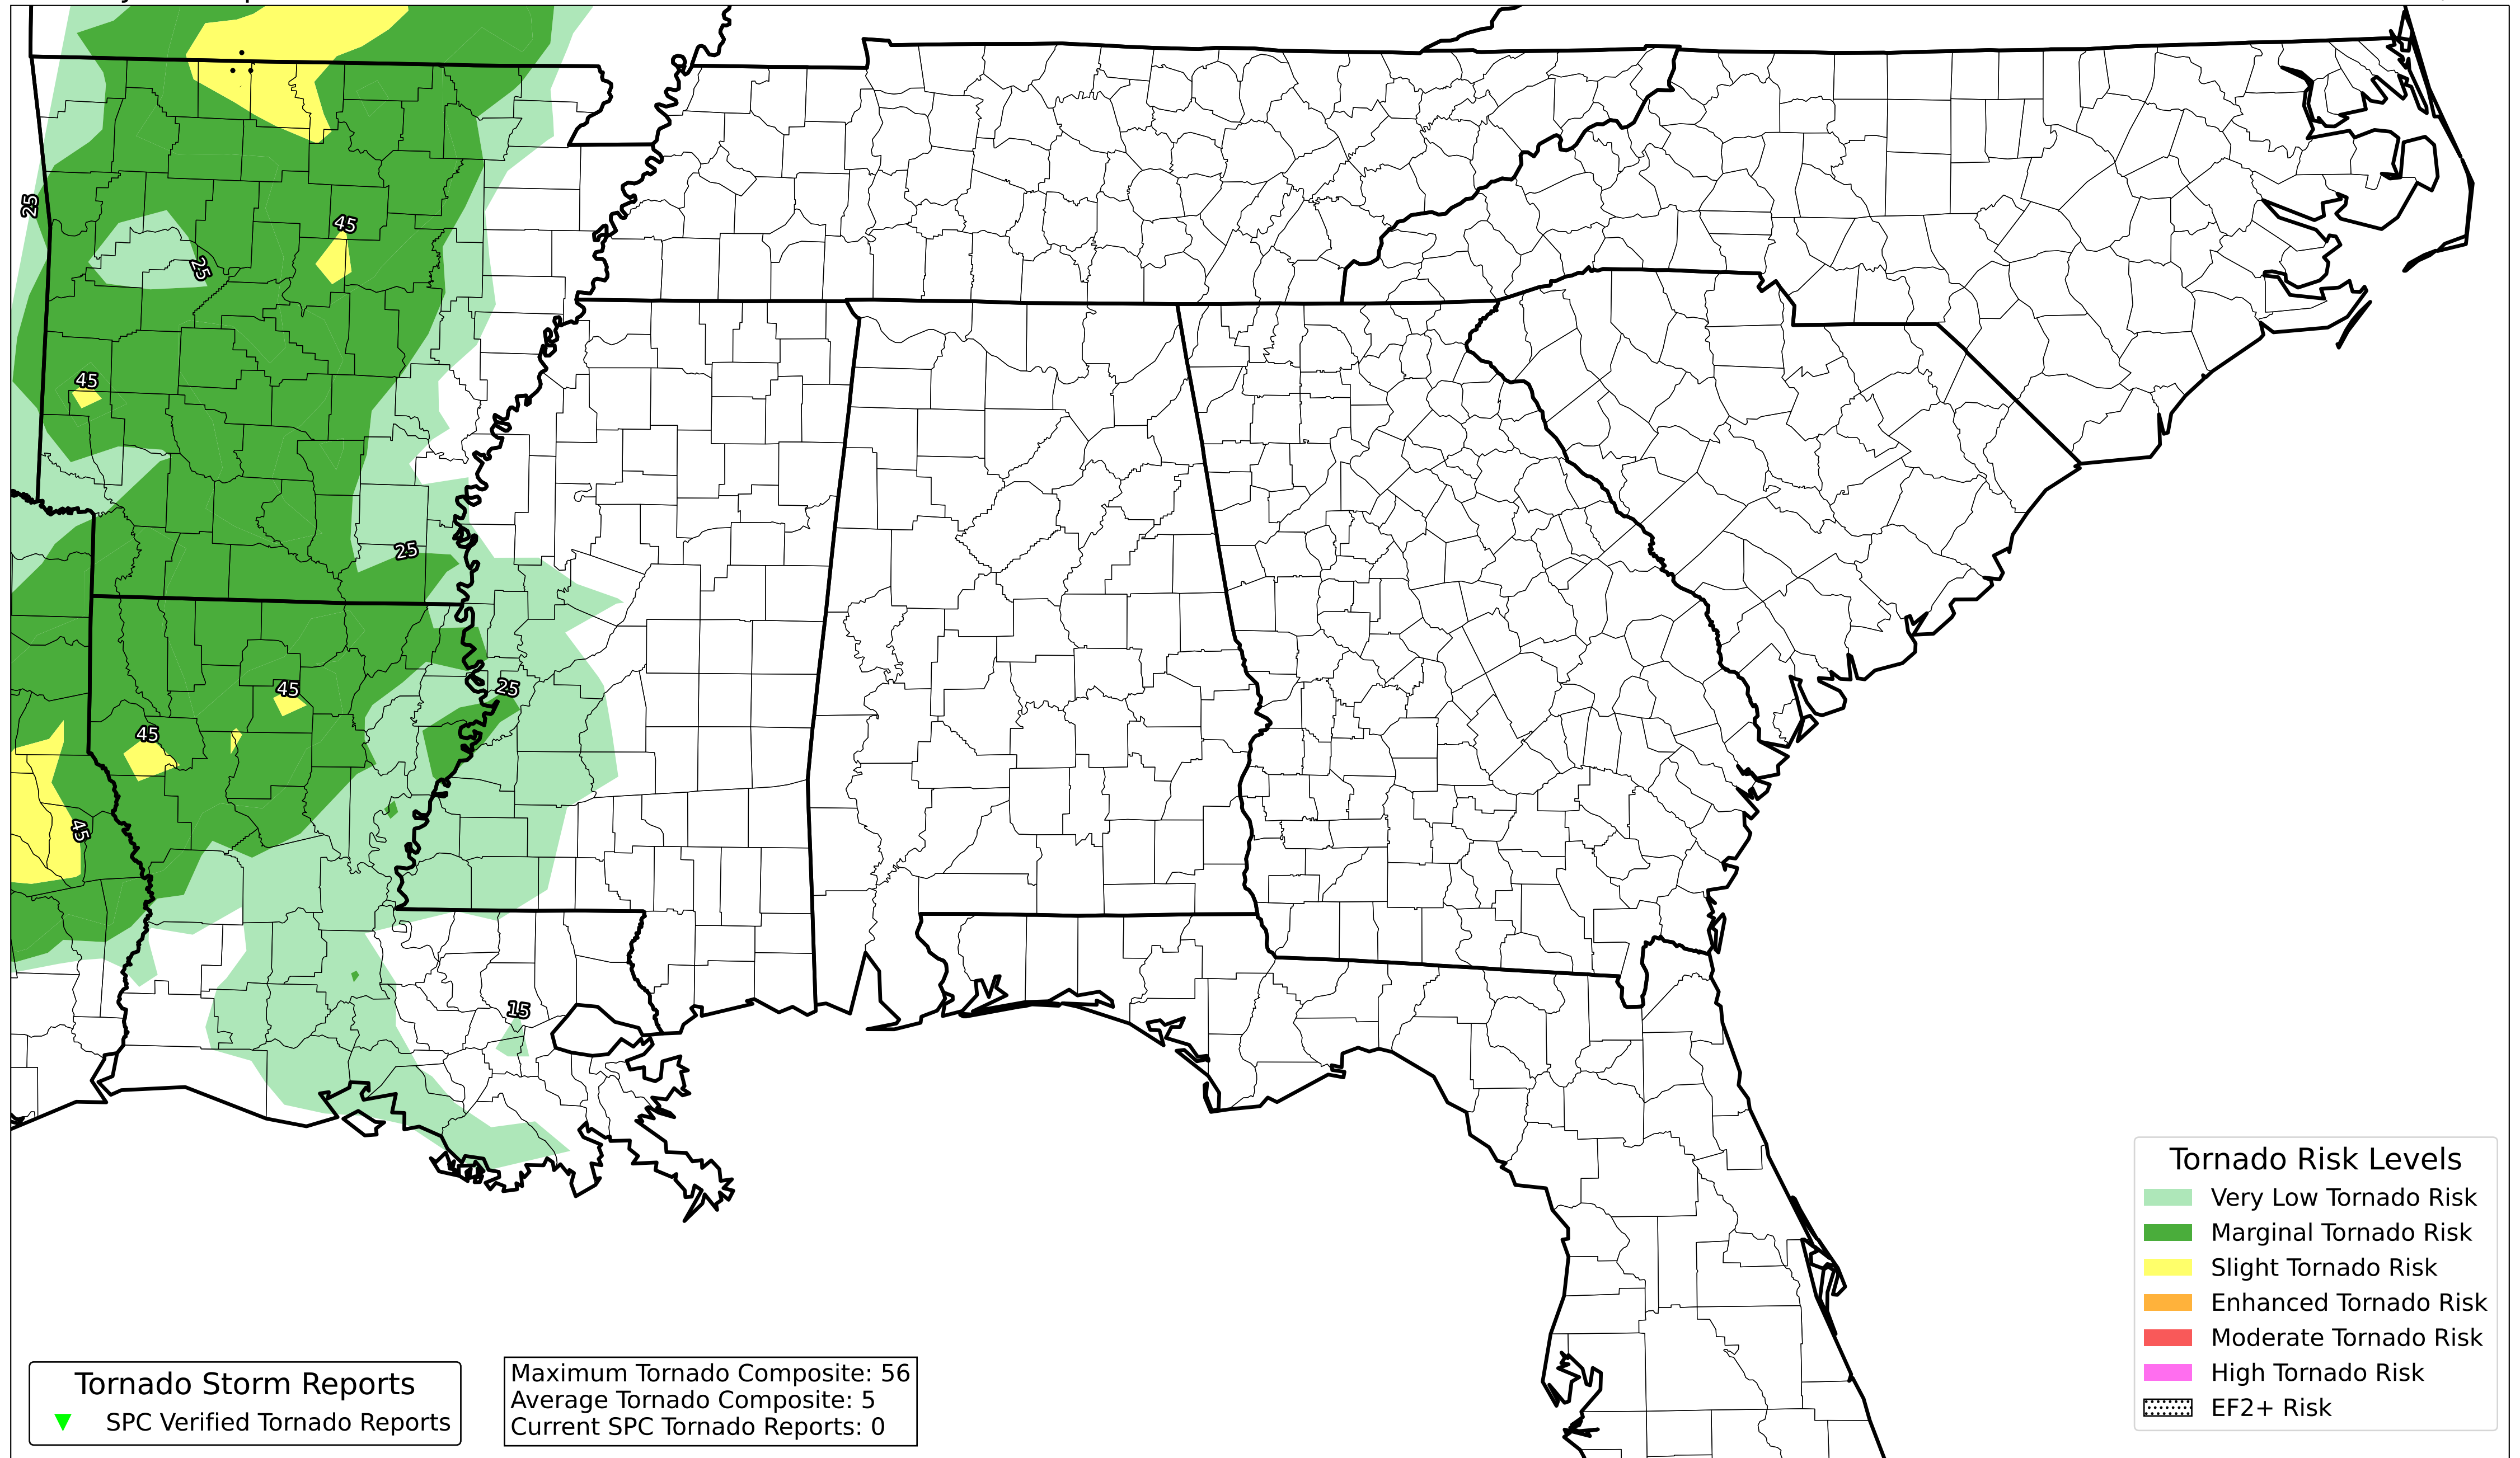 25
45
25
45
25
45
25
45
45
15
Tornado Risk Levels
Very Low Tornado Risk
Marginal Tornado Risk
Slight Tornado Risk
Enhanced Tornado Risk
Moderate Tornado Risk
High Tornado Risk
EF2+ Risk
Tornado Storm Reports
SPC Verified Tornado Reports
Maximum Tornado Composite: 56
Average Tornado Composite: 5
Current SPC Tornado Reports: 0